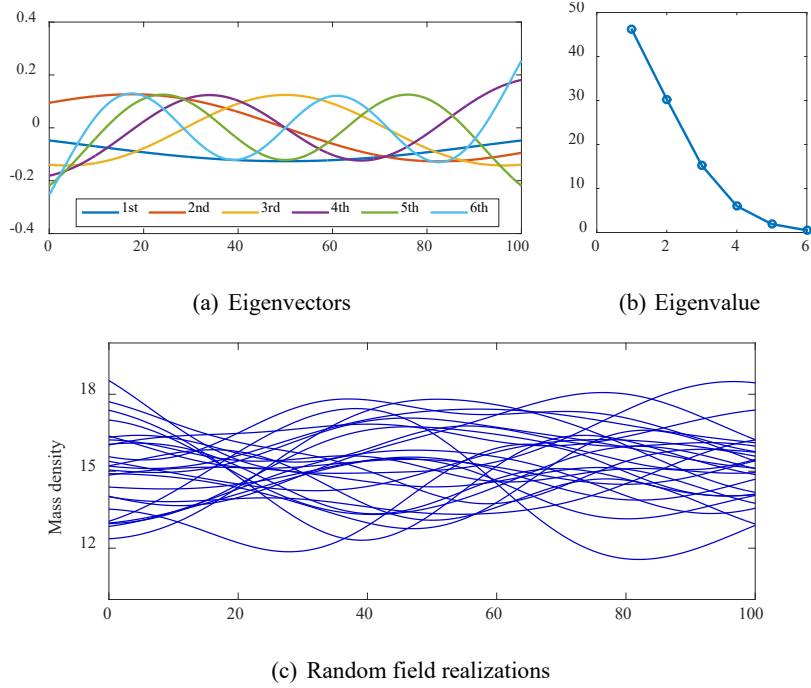 0.4
0.2
0
-0.2
-0.4
1st 2nd 3rd 4th 5th 6th
0 20 40 60 80 100
50
40
30
20
10
0
0 2 4 6
(a) Eigenvectors
(b) Eigenvalue
18
15
12
Mass density
0 20 40 60 80 100
(c) Random field realizations